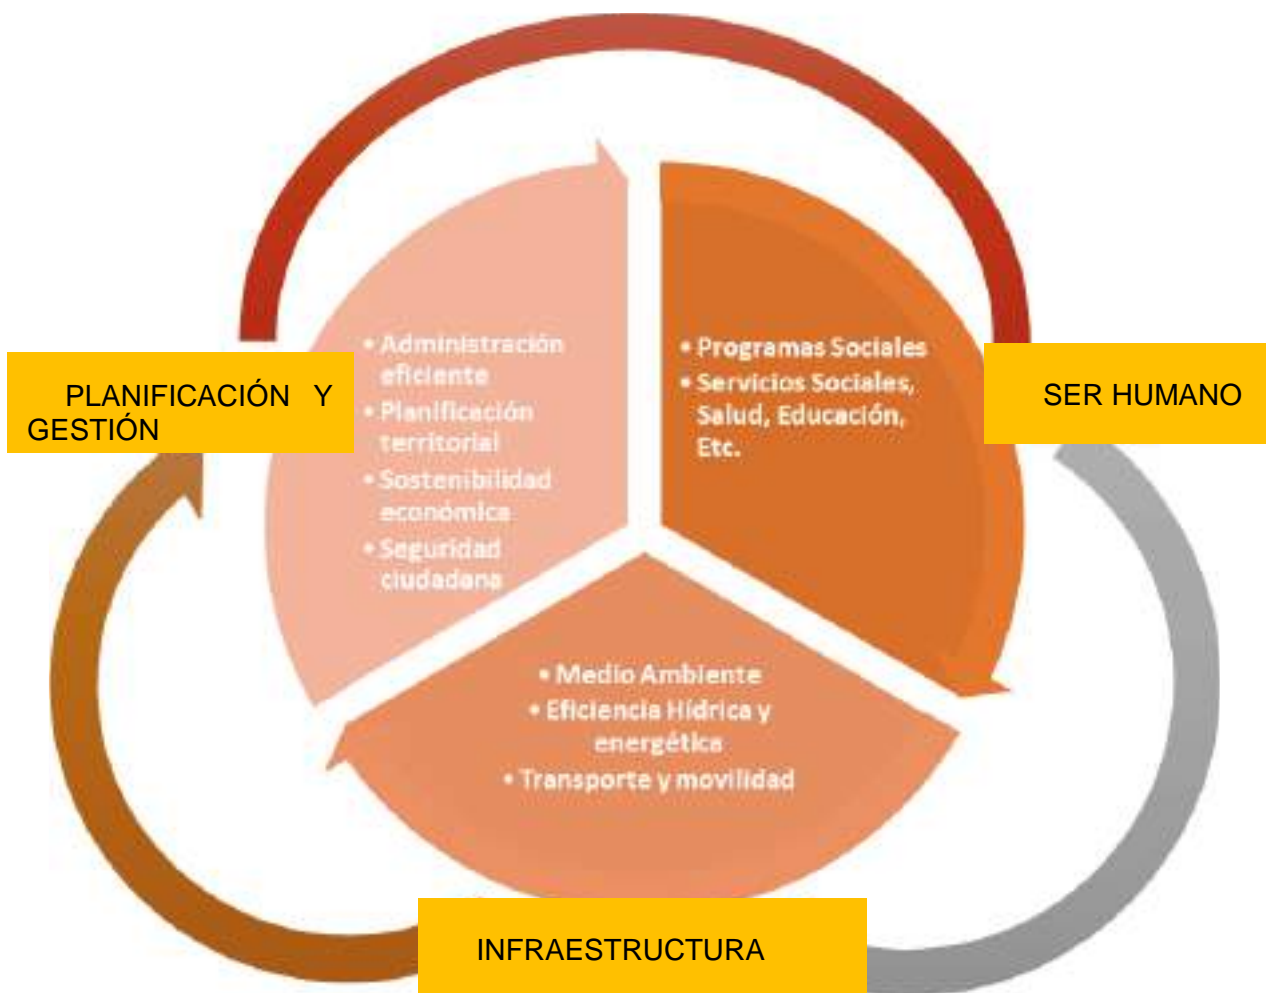 PLANIFICACIÓN Y
GESTIÓN
• Administración
eficiente
• Planificación
territorial
• Sostenibilidad
económica
• Seguridad
ciudadana
• Programas Sociales
• Servicios Sociales,
Salud, Educación,
Etc.
SER HUMANO
• Medio Ambiente
• Eficiencia Hídrica y
energética
• Transporte y movilidad
INFRAESTRUCTURA